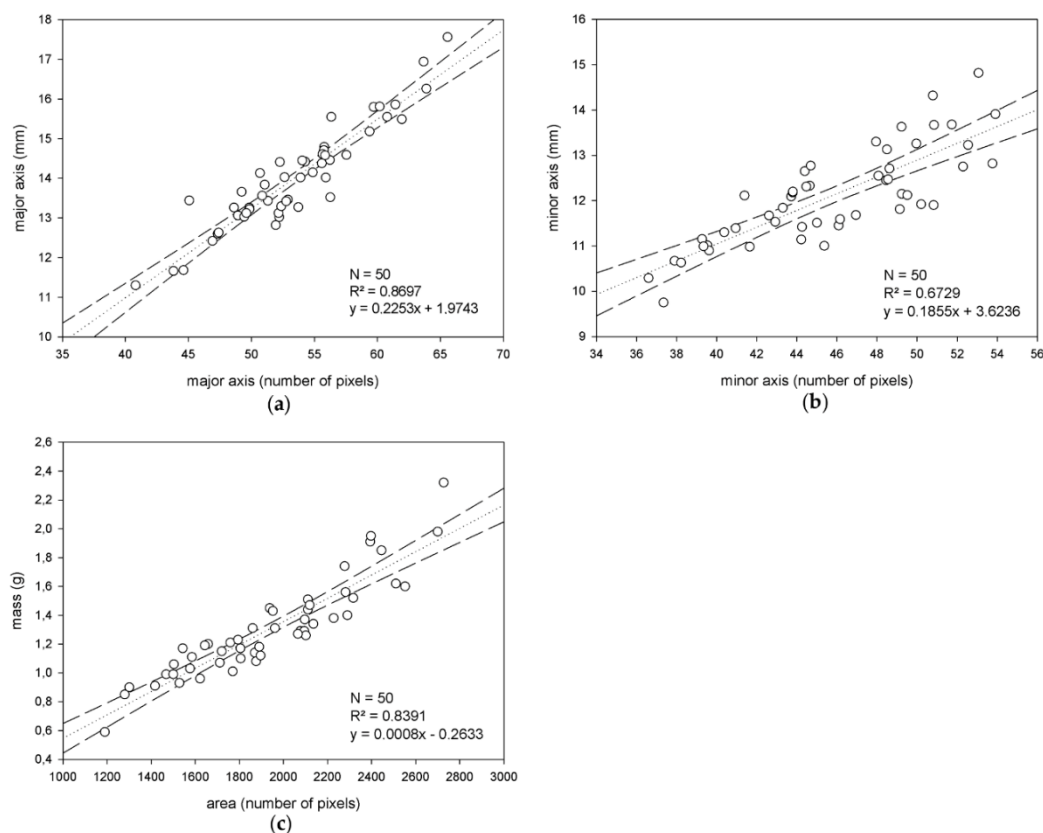 major axis (mm)
18
17
16
15
14
13
12
11
10
N = 50
R² = 0.8697
y = 0.2253x + 1.9743
35 40 45 50 55 60 65 70
major axis (number of pixels)
(a)
minor axis (mm)
16
15
14
13
12
11
10
9
N = 50
R² = 0.6729
y = 0.1855x + 3.6236
34 36 38 40 42 44 46 48 50 52 54 56
minor axis (number of pixels)
(b)
mass (g)
2,6
2,4
2,2
2,0
1,8
1,6
1,4
1,2
1,0
0,8
0,6
0,4
N = 50
R² = 0.8391
y = 0.0008x - 0.2633
1000 1200 1400 1600 1800 2000 2200 2400 2600 2800 3000
area (number of pixels)
(c)